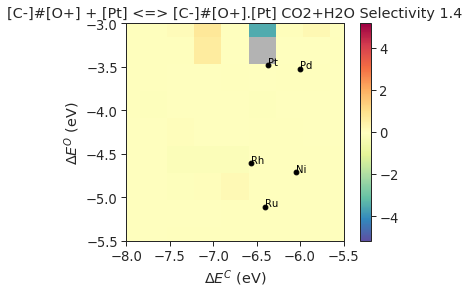 [C-]#[O+] + [Pt] <=> [C-]#[O+].[Pt] CO2+H2O Selectivity 1.4
−3.0
−3.5
−4.0
−4.5
−5.0
−5.5
ΔE^O (eV)
Pt
Pd
Rh
Ni
Ru
−8.0 −7.5 −7.0 −6.5 −6.0 −5.5
ΔE^C (eV)
4
2
0
−2
−4